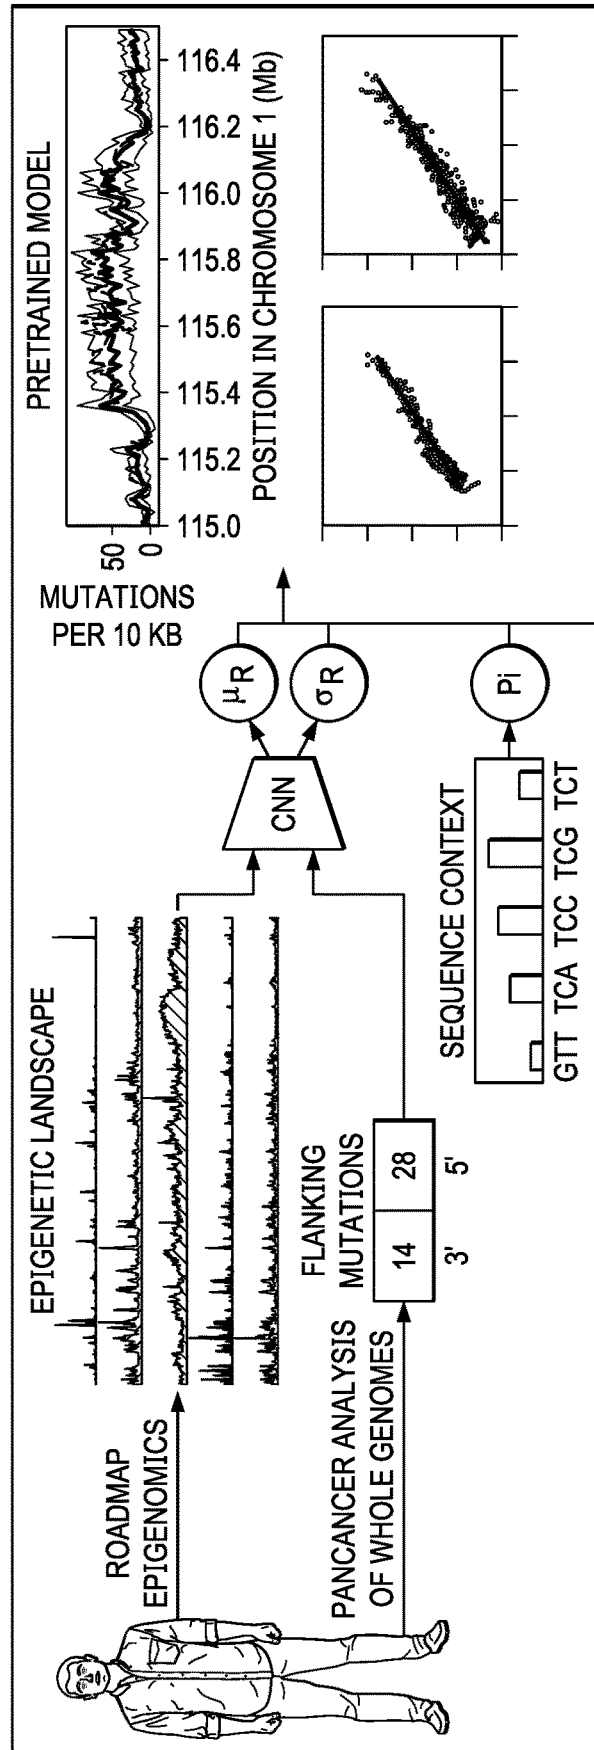 ROADMAP
EPIGENOMICS
PANCANCER ANALYSIS
OF WHOLE GENOMES
EPIGENETIC LANDSCAPE
FLANKING
MUTATIONS
14 28
3' 5'
CNN
μR
σR
SEQUENCE CONTEXT
GTT TCA TCC TCG TCT
Pi
PRETRAINED MODEL
MUTATIONS
PER 10 KB
50
0
115.0 115.2 115.4 115.6 115.8 116.0 116.2 116.4
POSITION IN CHROMOSOME 1 (Mb)